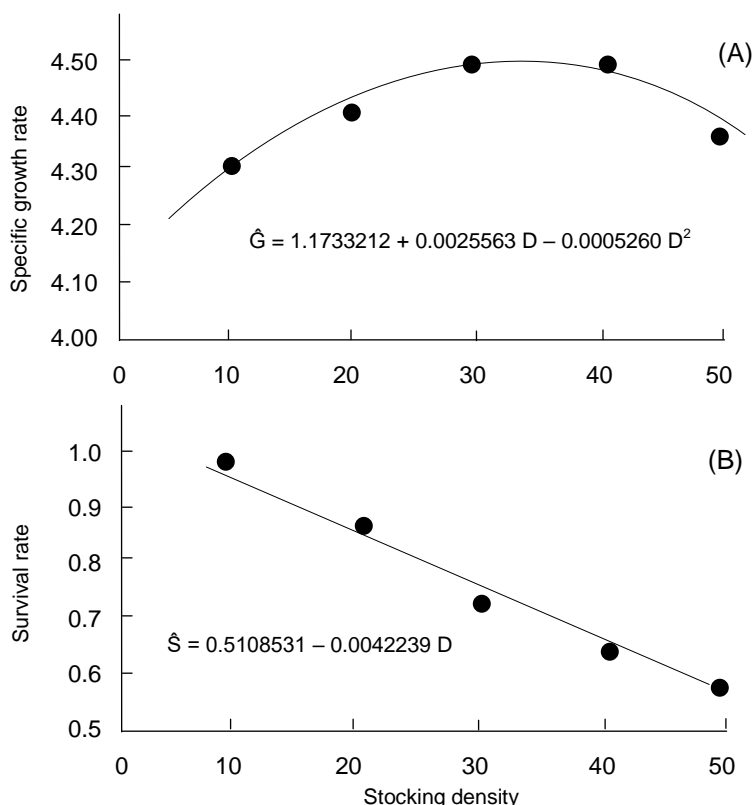 (A)
Specific growth rate
4.50
4.40
4.30
4.20
4.10
4.00
Ĝ = 1.1733212 + 0.0025563 D – 0.0005260 D²
0 10 20 30 40 50
(B)
Survival rate
1.0
0.9
0.8
0.7
0.6
0.5
Ŝ = 0.5108531 – 0.0042239 D
0 10 20 30 40 50
Stocking density